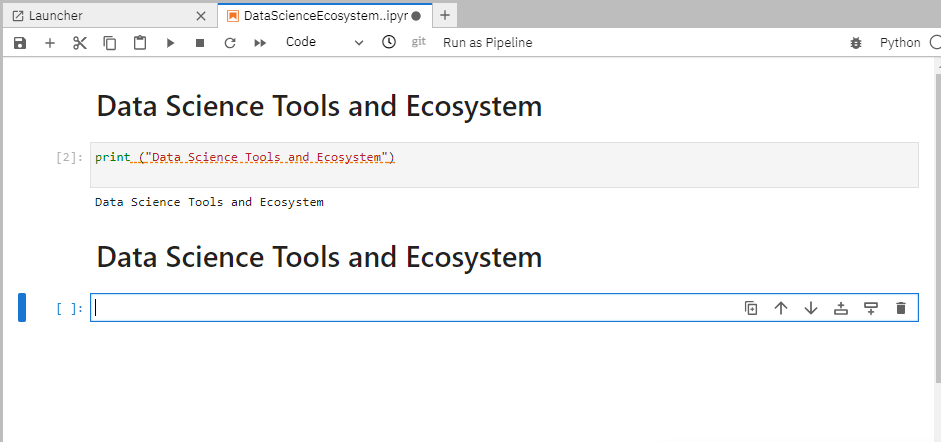 Launcher
DataScienceEcosystem..ipyr
Code
git
Run as Pipeline
Python
Data Science Tools and Ecosystem
[2]:
print ("Data Science Tools and Ecosystem")
Data Science Tools and Ecosystem
Data Science Tools and Ecosystem
[ ]: